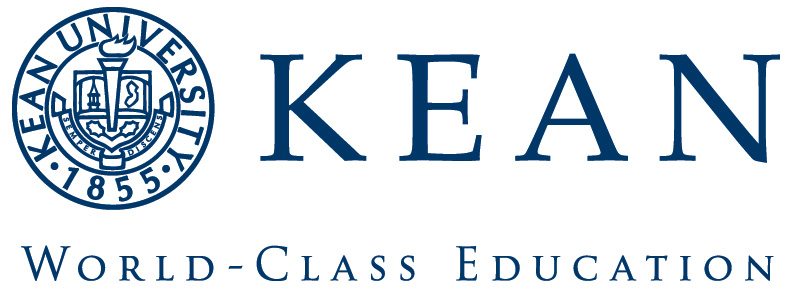 KEAN UNIVERSITY
SEMPER DISCENS
·1855·
KEAN
WORLD-CLASS EDUCATION